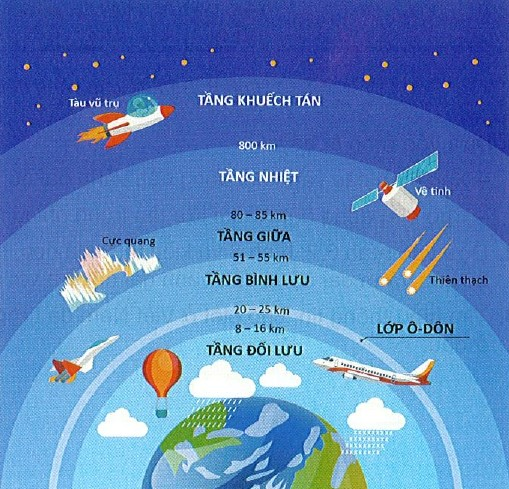 Tàu vũ trụ
TẦNG KHUẾCH TÁN
800 km
TẦNG NHIỆT
Vệ tinh
80 – 85 km
TẦNG GIỮA
Cực quang
51 – 55 km
TẦNG BÌNH LƯU
Thiên thạch
20 – 25 km
8 – 16 km
LỚP Ô-DÔN
TẦNG ĐỐI LƯU